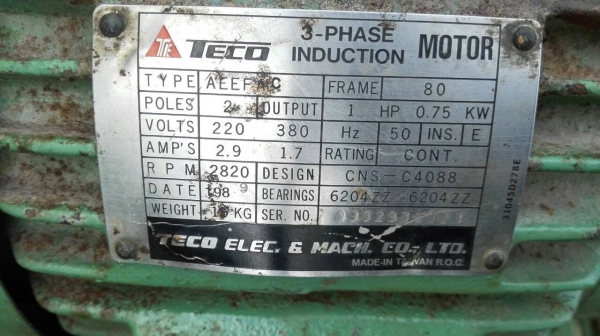 TECO 3-PHASE INDUCTION MOTOR
TYPE FRAME 80
POLES 2 OUTPUT 1 HP 0.75 KW
VOLTS 220 380 Hz 50 INS. E
AMP'S 2.9 1.7 RATING CONT.
RPM 2820 DESIGN CNS-C4088
DATE BEARINGS 6204ZZ 6204ZZ
WEIGHT KG SER. NO.
TECO ELEC. & MACH. CO., LTD.
MADE-IN TAIWAN R.O.C.
310450278E